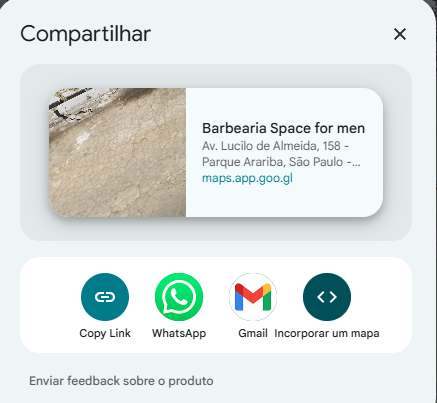 Compartilhar
Barbearia Space for men
Av. Lucilo de Almeida, 158 -
Parque Arariba, São Paulo -...
maps.app.goo.gl
Copy Link
WhatsApp
Gmail
Incorporar um mapa
Enviar feedback sobre o produto